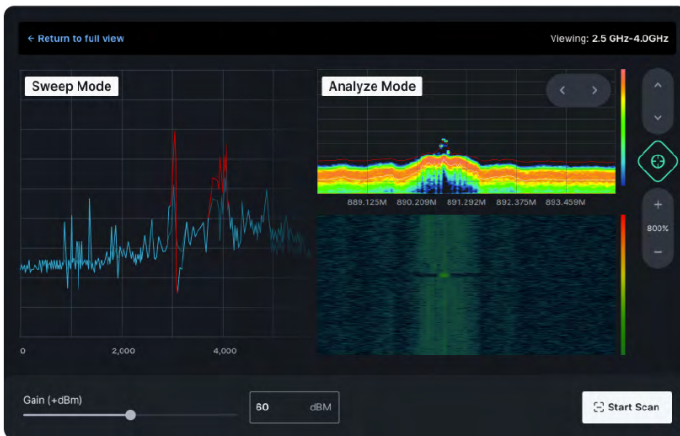 ← Return to full view
Viewing: 2.5 GHz-4.0GHz
Sweep Mode
Analyze Mode
889.125M 890.209M 891.292M 892.375M 893.459M
800%
0 2,000 4,000
Gain (+dBm)
60 dBM
Start Scan